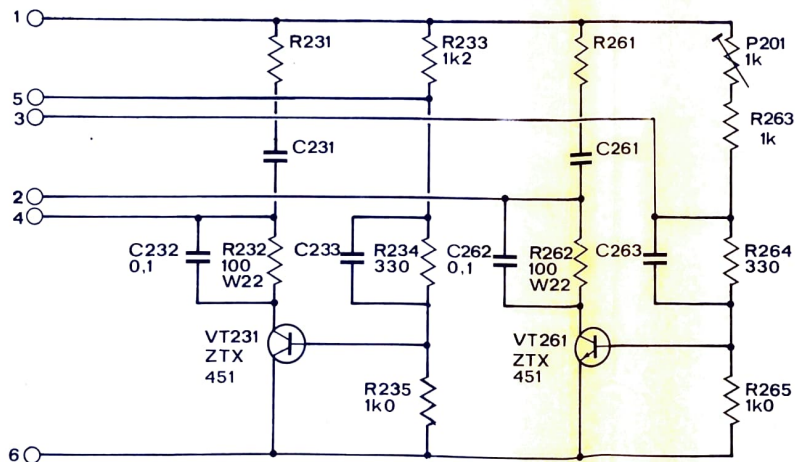 1
R231
R233
1k2
R261
P201
1k
5
3
R263
1k
C231
C261
2
4
C232
0,1
R232
100
W22
C233
R234
330
C262
0,1
R262
100
W22
C263
R264
330
VT231
ZTX
451
VT261
ZTX
451
R235
1k0
R265
1k0
6